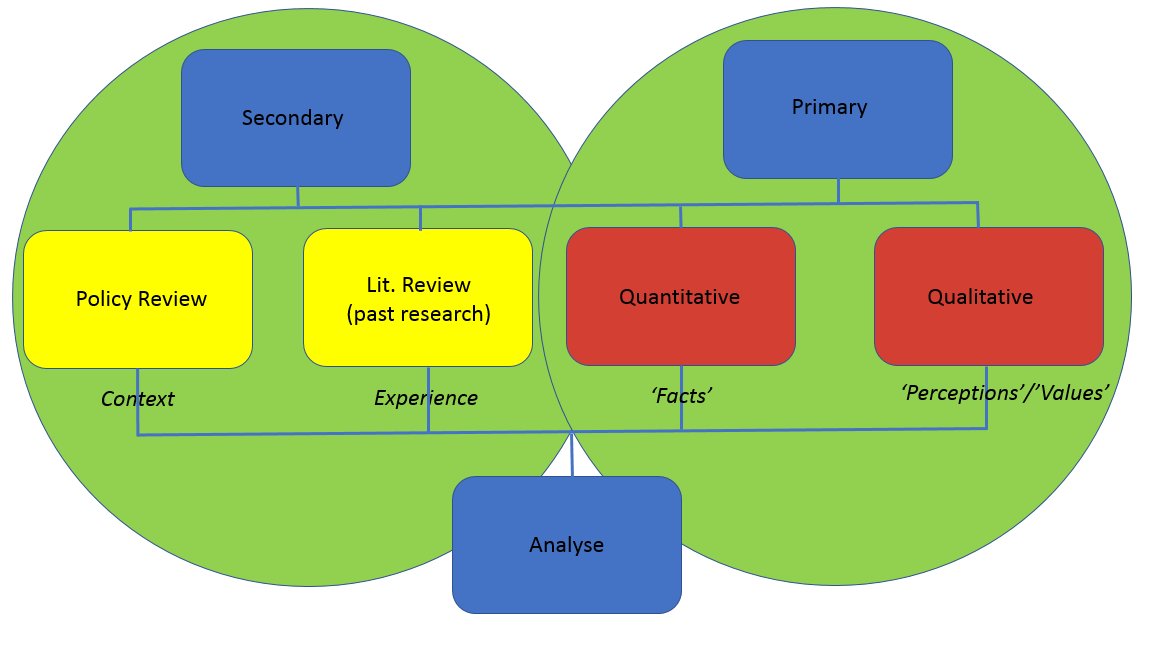 Secondary
Primary
Policy Review
Lit. Review
(past research)
Quantitative
Qualitative
Context
Experience
‘Facts’
‘Perceptions’/’Values’
Analyse